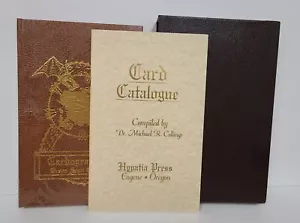 Card
Catalogue
Compiled by
Dr. Michael R. Collings
Hypatia Press
Eugene • Oregon